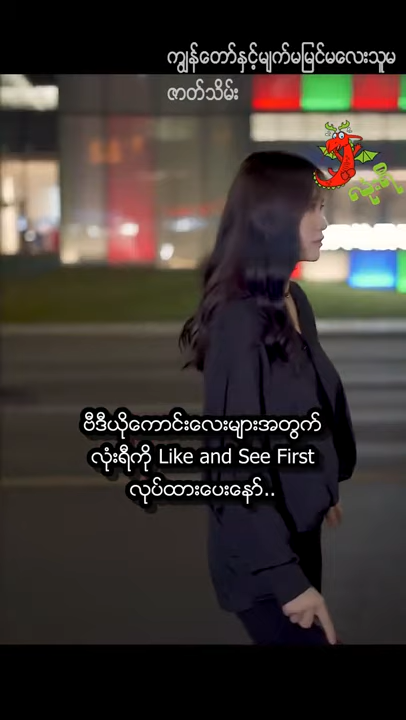 ကျွန်တော်နှင့်မျက်မမြင်မလေးသူမ
ဇာတ်သိမ်း
လုံးရီ
ဗီဒီယိုကောင်းလေးများအတွက်
လုံးရီကို Like and See First
လုပ်ထားပေးနော်..